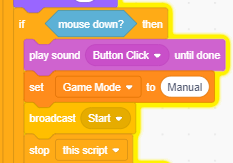 if mouse down? then
play sound Button Click until done
set Game Mode to Manual
broadcast Start
stop this script